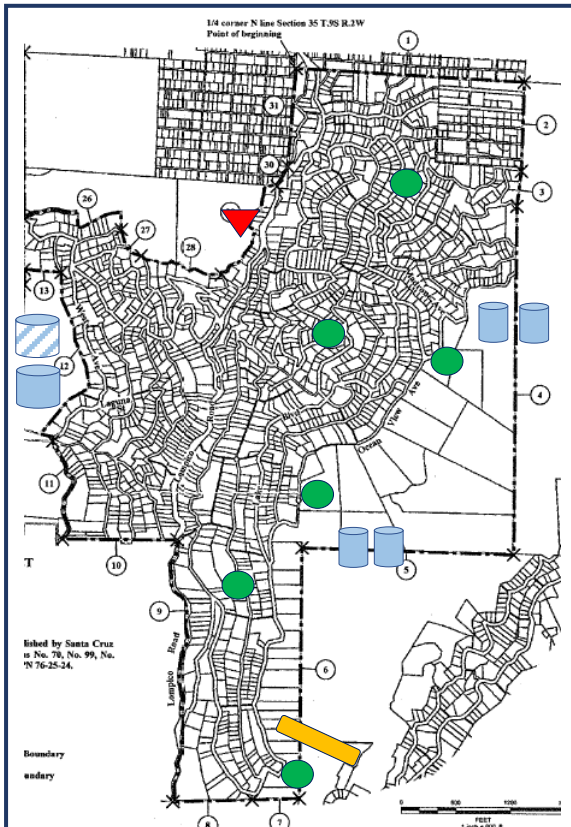 1/4 corner N line Section 35 T.9S R.2W
Point of beginning
1
31
2
30
3
26
27
28
13
12
4
Laguna
Ocean
View
Ave
11
10
5
T
9
lished by Santa Cruz
s No. 70, No. 99, No.
'N 76-25-24.
6
Lompico Road
Boundary
undary
8
7
0 600 1200
FEET